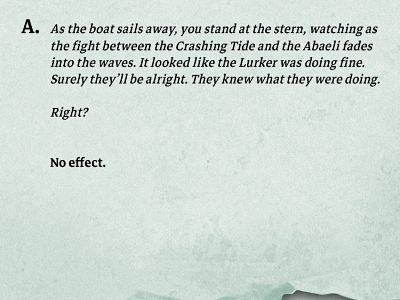 A. As the boat sails away, you stand at the stern, watching as
the fight between the Crashing Tide and the Abaeli fades
into the waves. It looked like the Lurker was doing fine.
Surely they'll be alright. They knew what they were doing.
Right?
No effect.